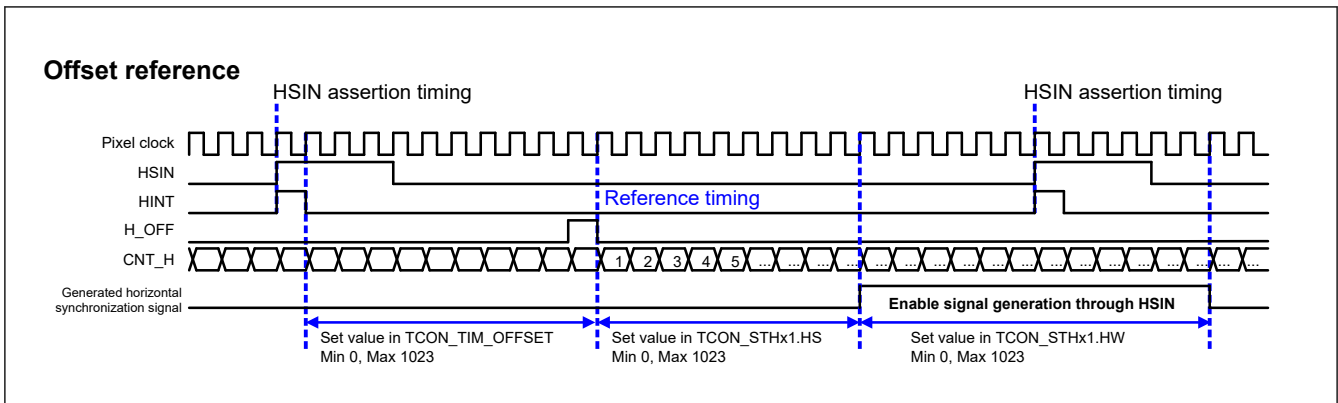 Offset reference
HSIN assertion timing HSIN assertion timing
Pixel clock
HSIN
HINT Reference timing
H_OFF
CNT_H 1 2 3 4 5 ... ... ... ... ... ... ... ... ... ... ... ... ... ... ... ... ... ...
Generated horizontal
synchronization signal
Enable signal generation through HSIN
Set value in TCON_TIM_OFFSET
Min 0, Max 1023
Set value in TCON_STHx1.HS
Min 0, Max 1023
Set value in TCON_STHx1.HW
Min 0, Max 1023